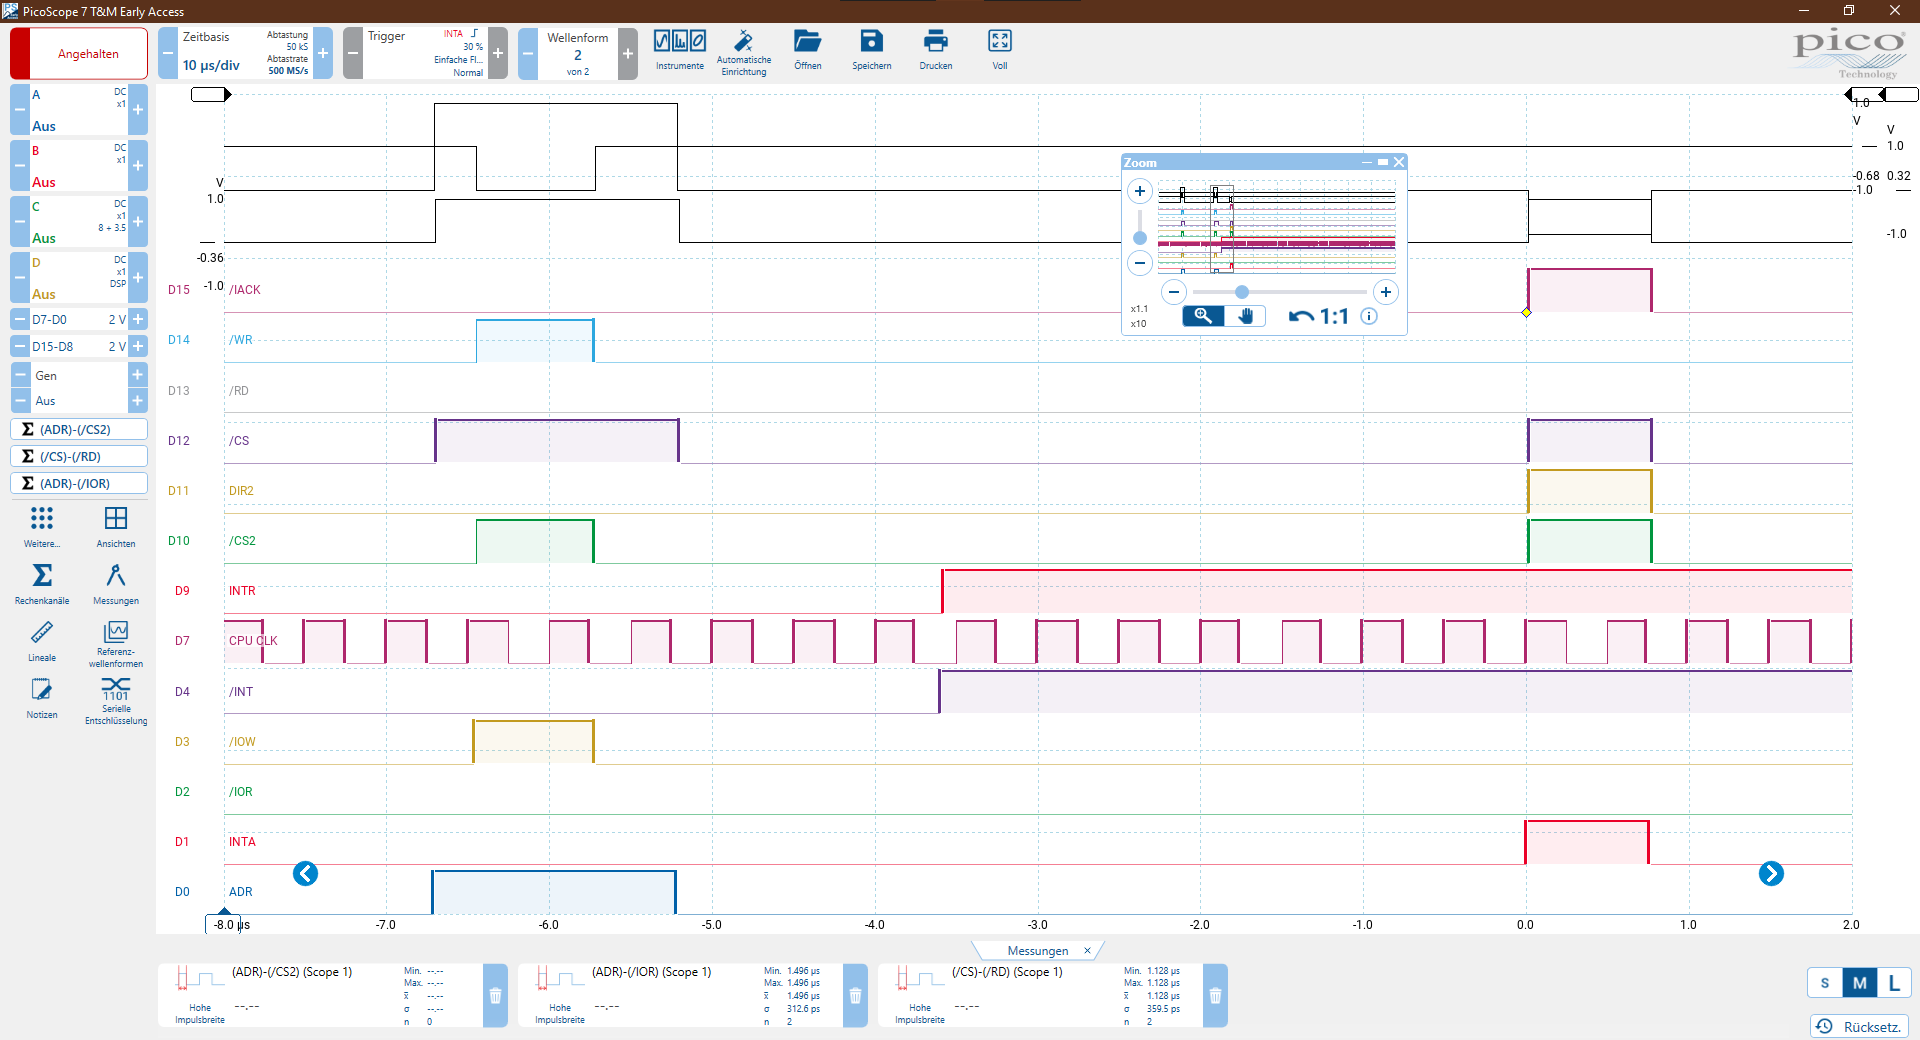 PicoScope 7 T&M Early Access
Angehalten
Zeitbasis
10 µs/div
Abtastung
50 kS
Abtastrate
500 MS/s
Trigger
INTA
30 %
Einfache Fl...
Normal
Wellenform
2
von 2
Instrumente
Automatische
Einrichtung
Öffnen
Speichern
Drucken
Voll
pico
Technology
A
DC
x1
Aus
B
DC
x1
Aus
C
DC
x1
8 + 3.5
Aus
D
DC
x1
DSP
Aus
D7-D0 2 V
D15-D8 2 V
Gen
Aus
Σ (ADR)-(/CS2)
Σ (/CS)-(/RD)
Σ (ADR)-(/IOR)
Weitere...
Ansichten
Rechenkanäle
Messungen
Lineale
Referenz-
wellenformen
Notizen
1101
Serielle
Entschlüsselung
V
1.0
-0.36
-1.0
1.0
V
V
1.0
-0.68 0.32
-1.0
-1.0
Zoom
x1.1
x10
1:1
D15 /IACK
D14 /WR
D13 /RD
D12 /CS
D11 DIR2
D10 /CS2
D9 INTR
D7 CPU CLK
D4 /INT
D3 /IOW
D2 /IOR
D1 INTA
D0 ADR
-8.0 µs -7.0 -6.0 -5.0 -4.0 -3.0 -2.0 -1.0 0.0 1.0 2.0
Messungen
(ADR)-(/CS2) (Scope 1)
Hohe
Impulsbreite
--.--
Min. --.--
Max. --.--
x̄ --.--
σ --.--
n 0
(ADR)-(/IOR) (Scope 1)
Hohe
Impulsbreite
--.--
Min. 1.496 µs
Max. 1.496 µs
x̄ 1.496 µs
σ 312.6 ps
n 2
(/CS)-(/RD) (Scope 1)
Hohe
Impulsbreite
--.--
Min. 1.128 µs
Max. 1.128 µs
x̄ 1.128 µs
σ 359.5 ps
n 2
S M L
Rücksetz.